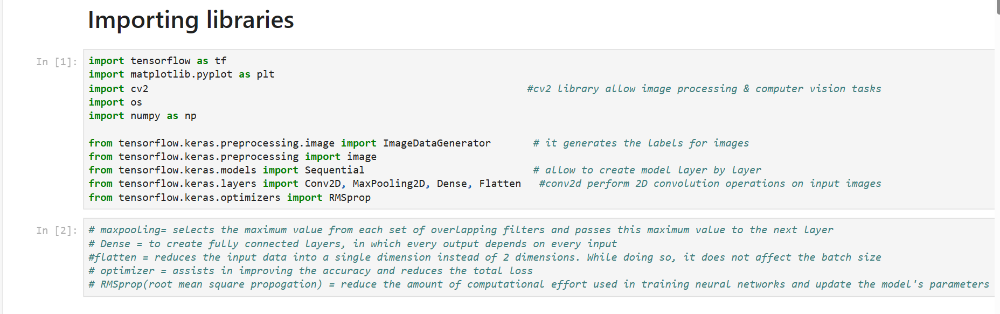 Importing libraries
In [1]:
import tensorflow as tf
import matplotlib.pyplot as plt
import cv2 #cv2 library allow image processing & computer vision tasks
import os
import numpy as np
from tensorflow.keras.preprocessing.image import ImageDataGenerator # it generates the labels for images
from tensorflow.keras.preprocessing import image
from tensorflow.keras.models import Sequential # allow to create model layer by layer
from tensorflow.keras.layers import Conv2D, MaxPooling2D, Dense, Flatten #conv2d perform 2D convolution operations on input images
from tensorflow.keras.optimizers import RMSprop
In [2]:
# maxpooling= selects the maximum value from each set of overlapping filters and passes this maximum value to the next layer
# Dense = to create fully connected layers, in which every output depends on every input
#flatten = reduces the input data into a single dimension instead of 2 dimensions. While doing so, it does not affect the batch size
# optimizer = assists in improving the accuracy and reduces the total loss
# RMSprop(root mean square propogation) = reduce the amount of computational effort used in training neural networks and update the model's parameters